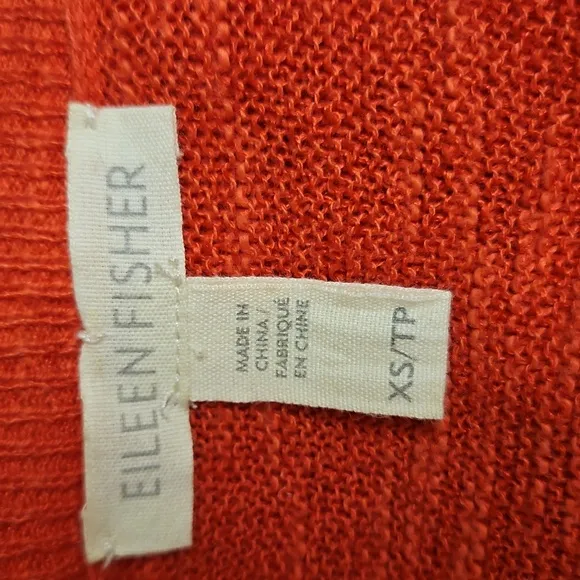 EILEEN FISHER
MADE IN
CHINA /
FABRIQUÉ
EN CHINE
XS/TP